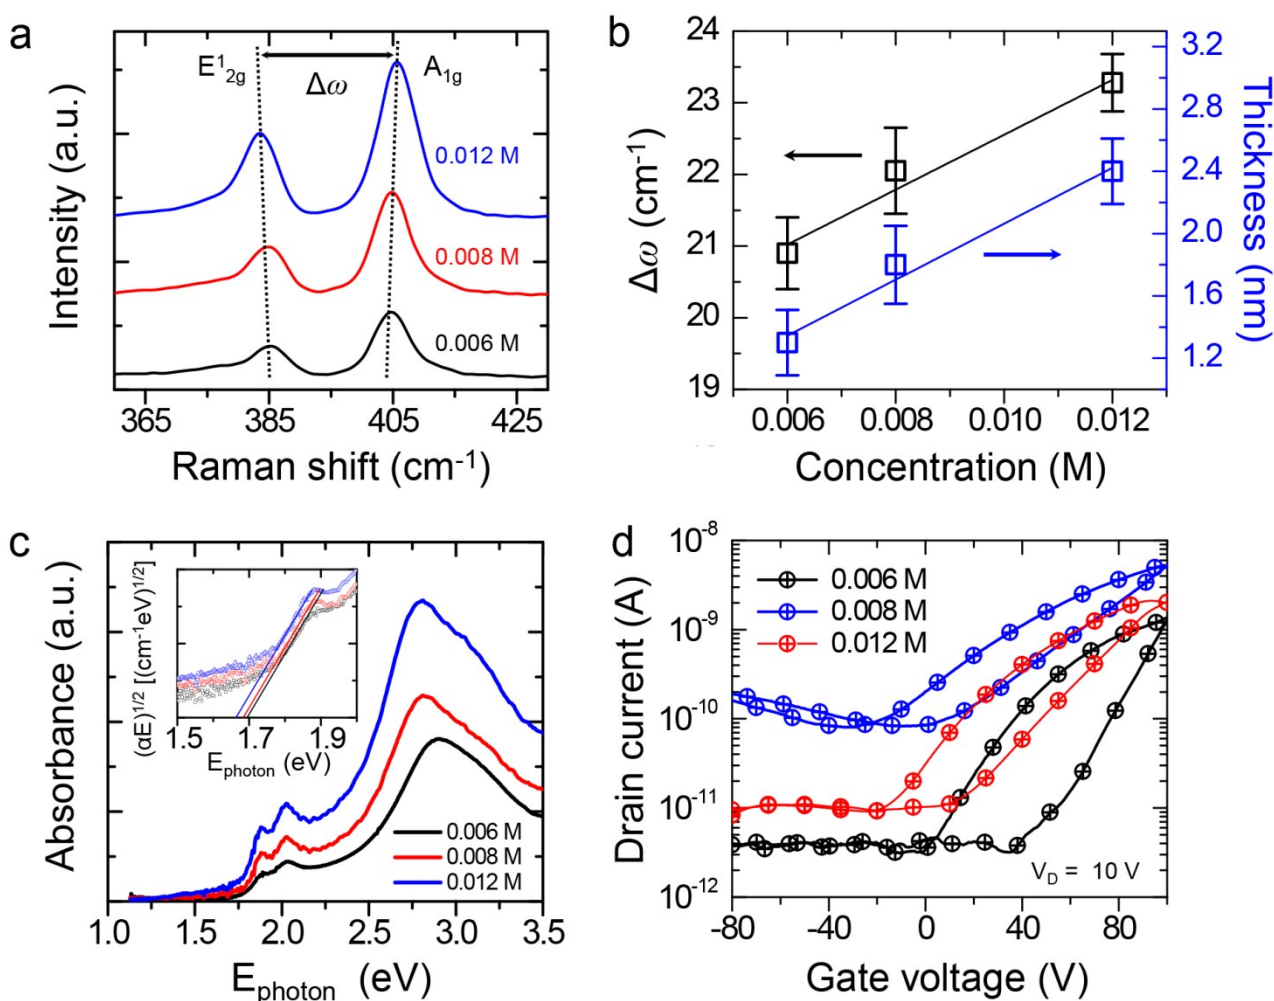 a
E¹₂g
A₁g
Δω
0.012 M
0.008 M
0.006 M
Intensity (a.u.)
365 385 405 425
Raman shift (cm⁻¹)
b
24
23
22
21
20
19
Δω (cm⁻¹)
3.2
2.8
2.4
2.0
1.6
1.2
Thickness (nm)
0.006 0.008 0.010 0.012
Concentration (M)
c
Absorbance (a.u.)
(αE)¹/² [(cm⁻¹eV)¹/²]
1.5 1.7 1.9
Ephoton (eV)
0.006 M
0.008 M
0.012 M
1.0 1.5 2.0 2.5 3.0 3.5
Ephoton (eV)
d
10⁻⁸
10⁻⁹
10⁻¹⁰
10⁻¹¹
10⁻¹²
Drain current (A)
0.006 M
0.008 M
0.012 M
V_D = 10 V
-80 -40 0 40 80
Gate voltage (V)